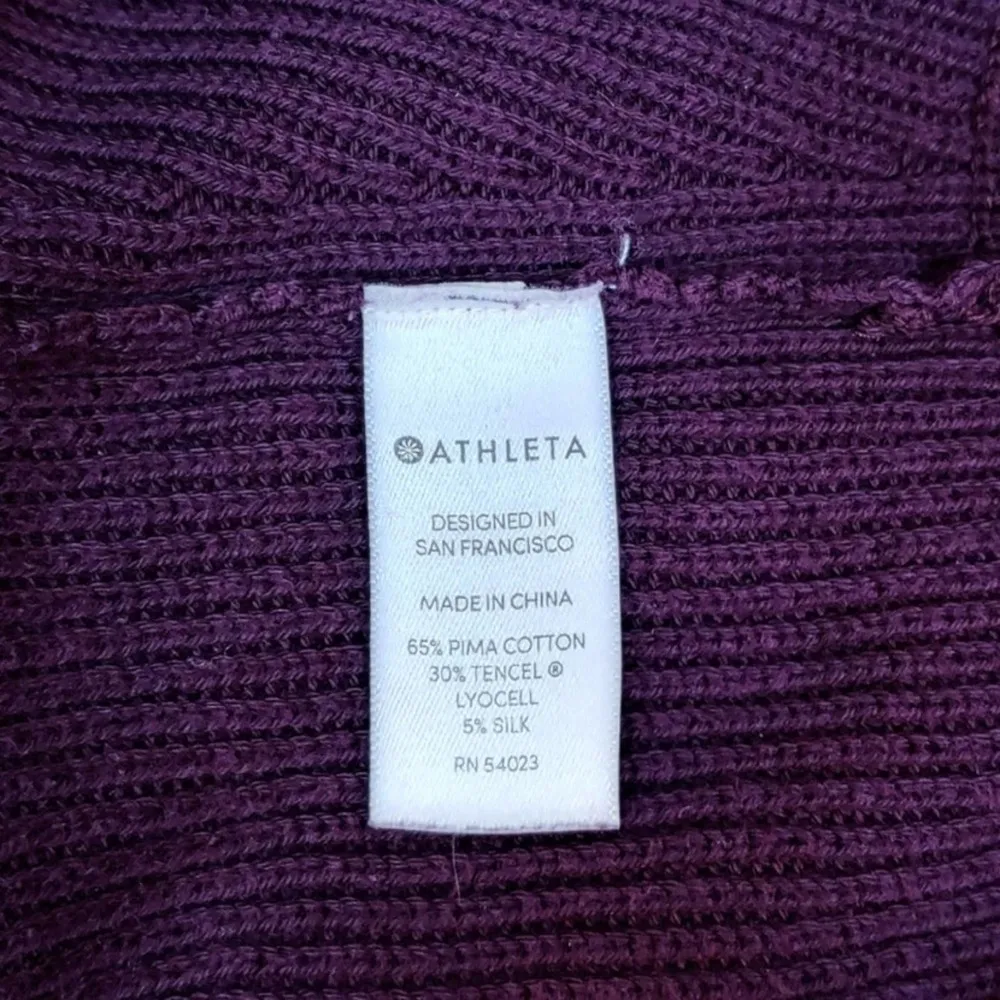 ATHLETA
DESIGNED IN
SAN FRANCISCO
MADE IN CHINA
65% PIMA COTTON
30% TENCEL ®
LYOCELL
5% SILK
RN 54023